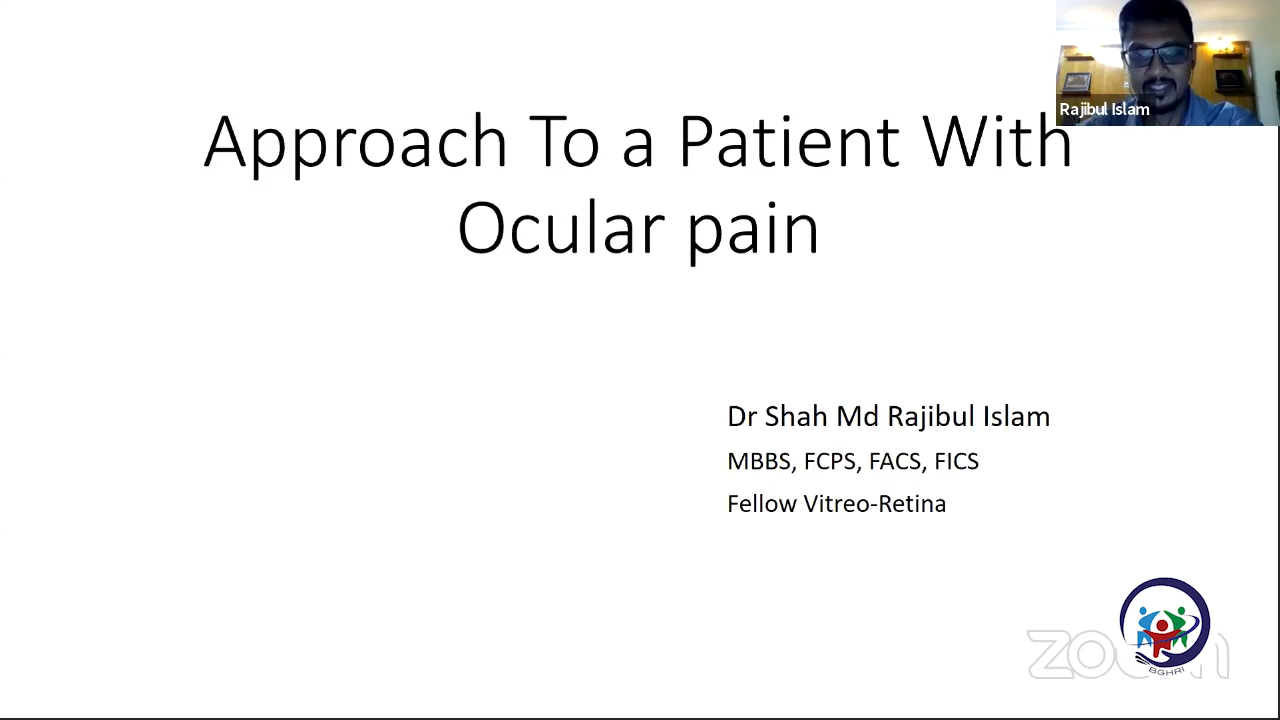 Rajibul Islam
Approach To a Patient With
Ocular pain
Dr Shah Md Rajibul Islam
MBBS, FCPS, FACS, FICS
Fellow Vitreo-Retina
zoom
BGHRI